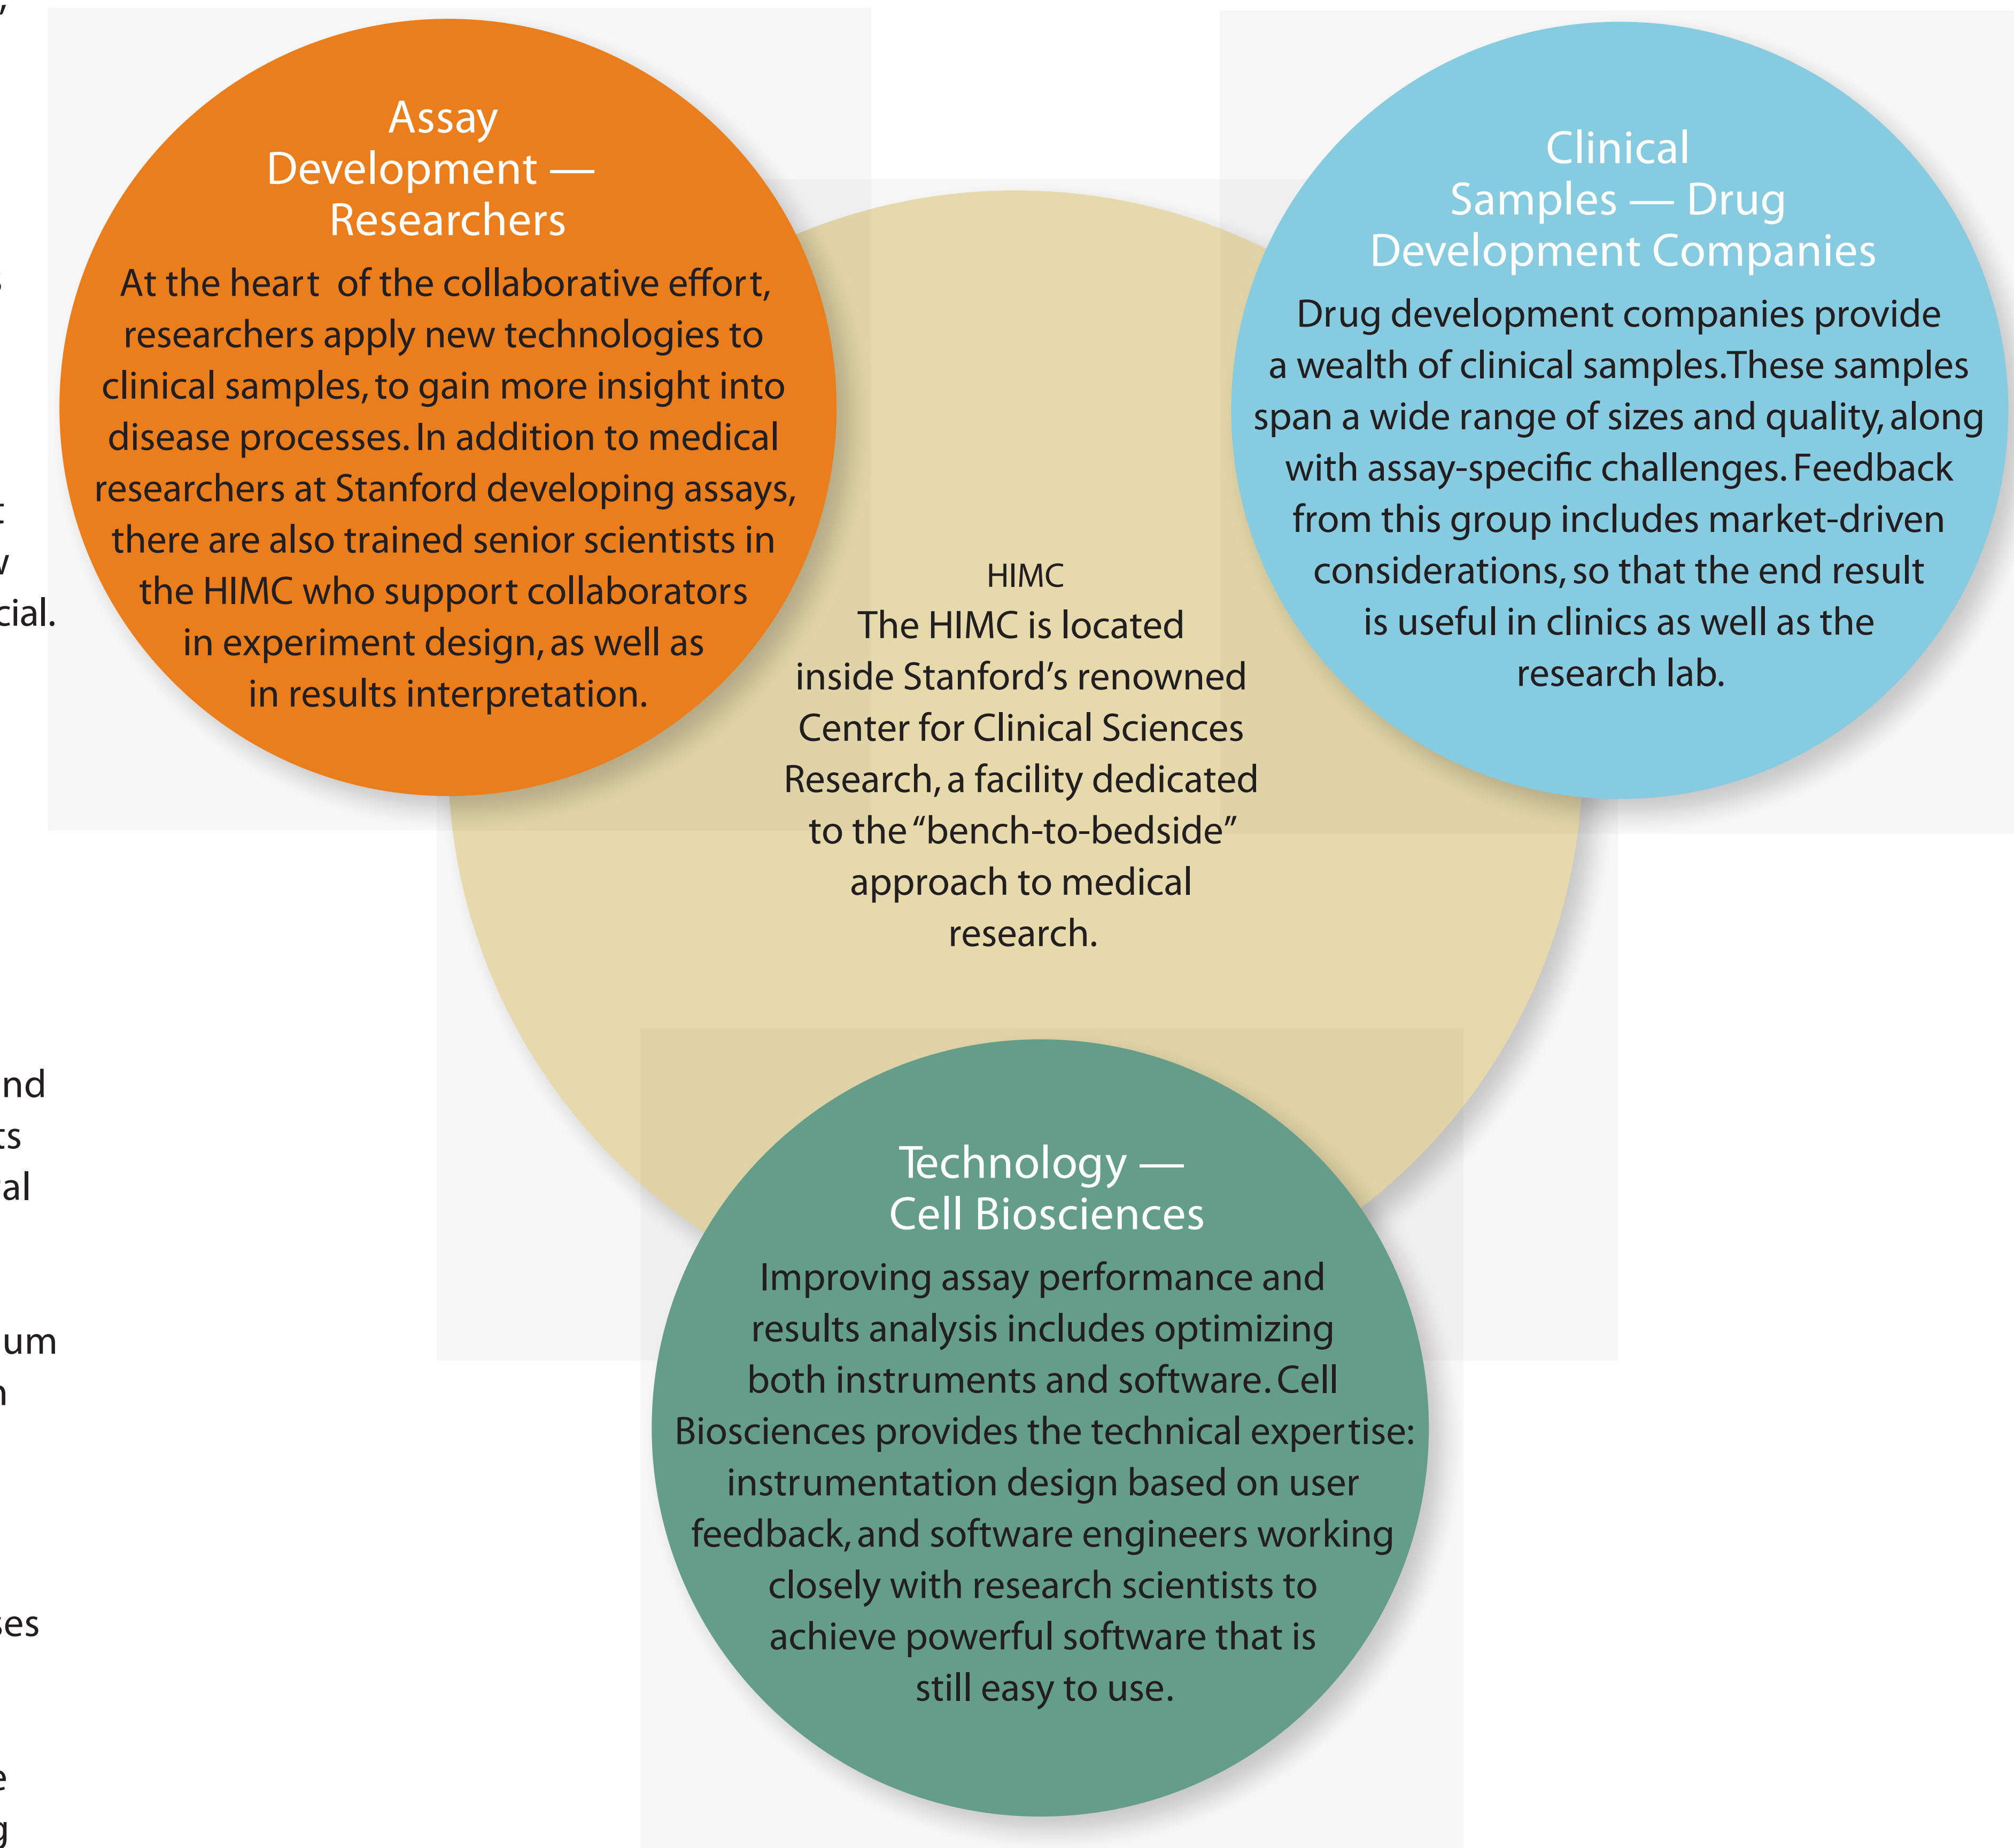 Assay
Development —
Researchers
At the heart of the collaborative effort,
researchers apply new technologies to
clinical samples, to gain more insight into
disease processes. In addition to medical
researchers at Stanford developing assays,
there are also trained senior scientists in
the HIMC who support collaborators
in experiment design, as well as
in results interpretation.
Clinical
Samples — Drug
Development Companies
Drug development companies provide
a wealth of clinical samples.These samples
span a wide range of sizes and quality, along
with assay-specific challenges. Feedback
from this group includes market-driven
considerations, so that the end result
is useful in clinics as well as the
research lab.
HIMC
The HIMC is located
inside Stanford’s renowned
Center for Clinical Sciences
Research, a facility dedicated
to the “bench-to-bedside”
approach to medical
research.
Technology —
Cell Biosciences
Improving assay performance and
results analysis includes optimizing
both instruments and software. Cell
Biosciences provides the technical expertise:
instrumentation design based on user
feedback, and software engineers working
closely with research scientists to
achieve powerful software that is
still easy to use.